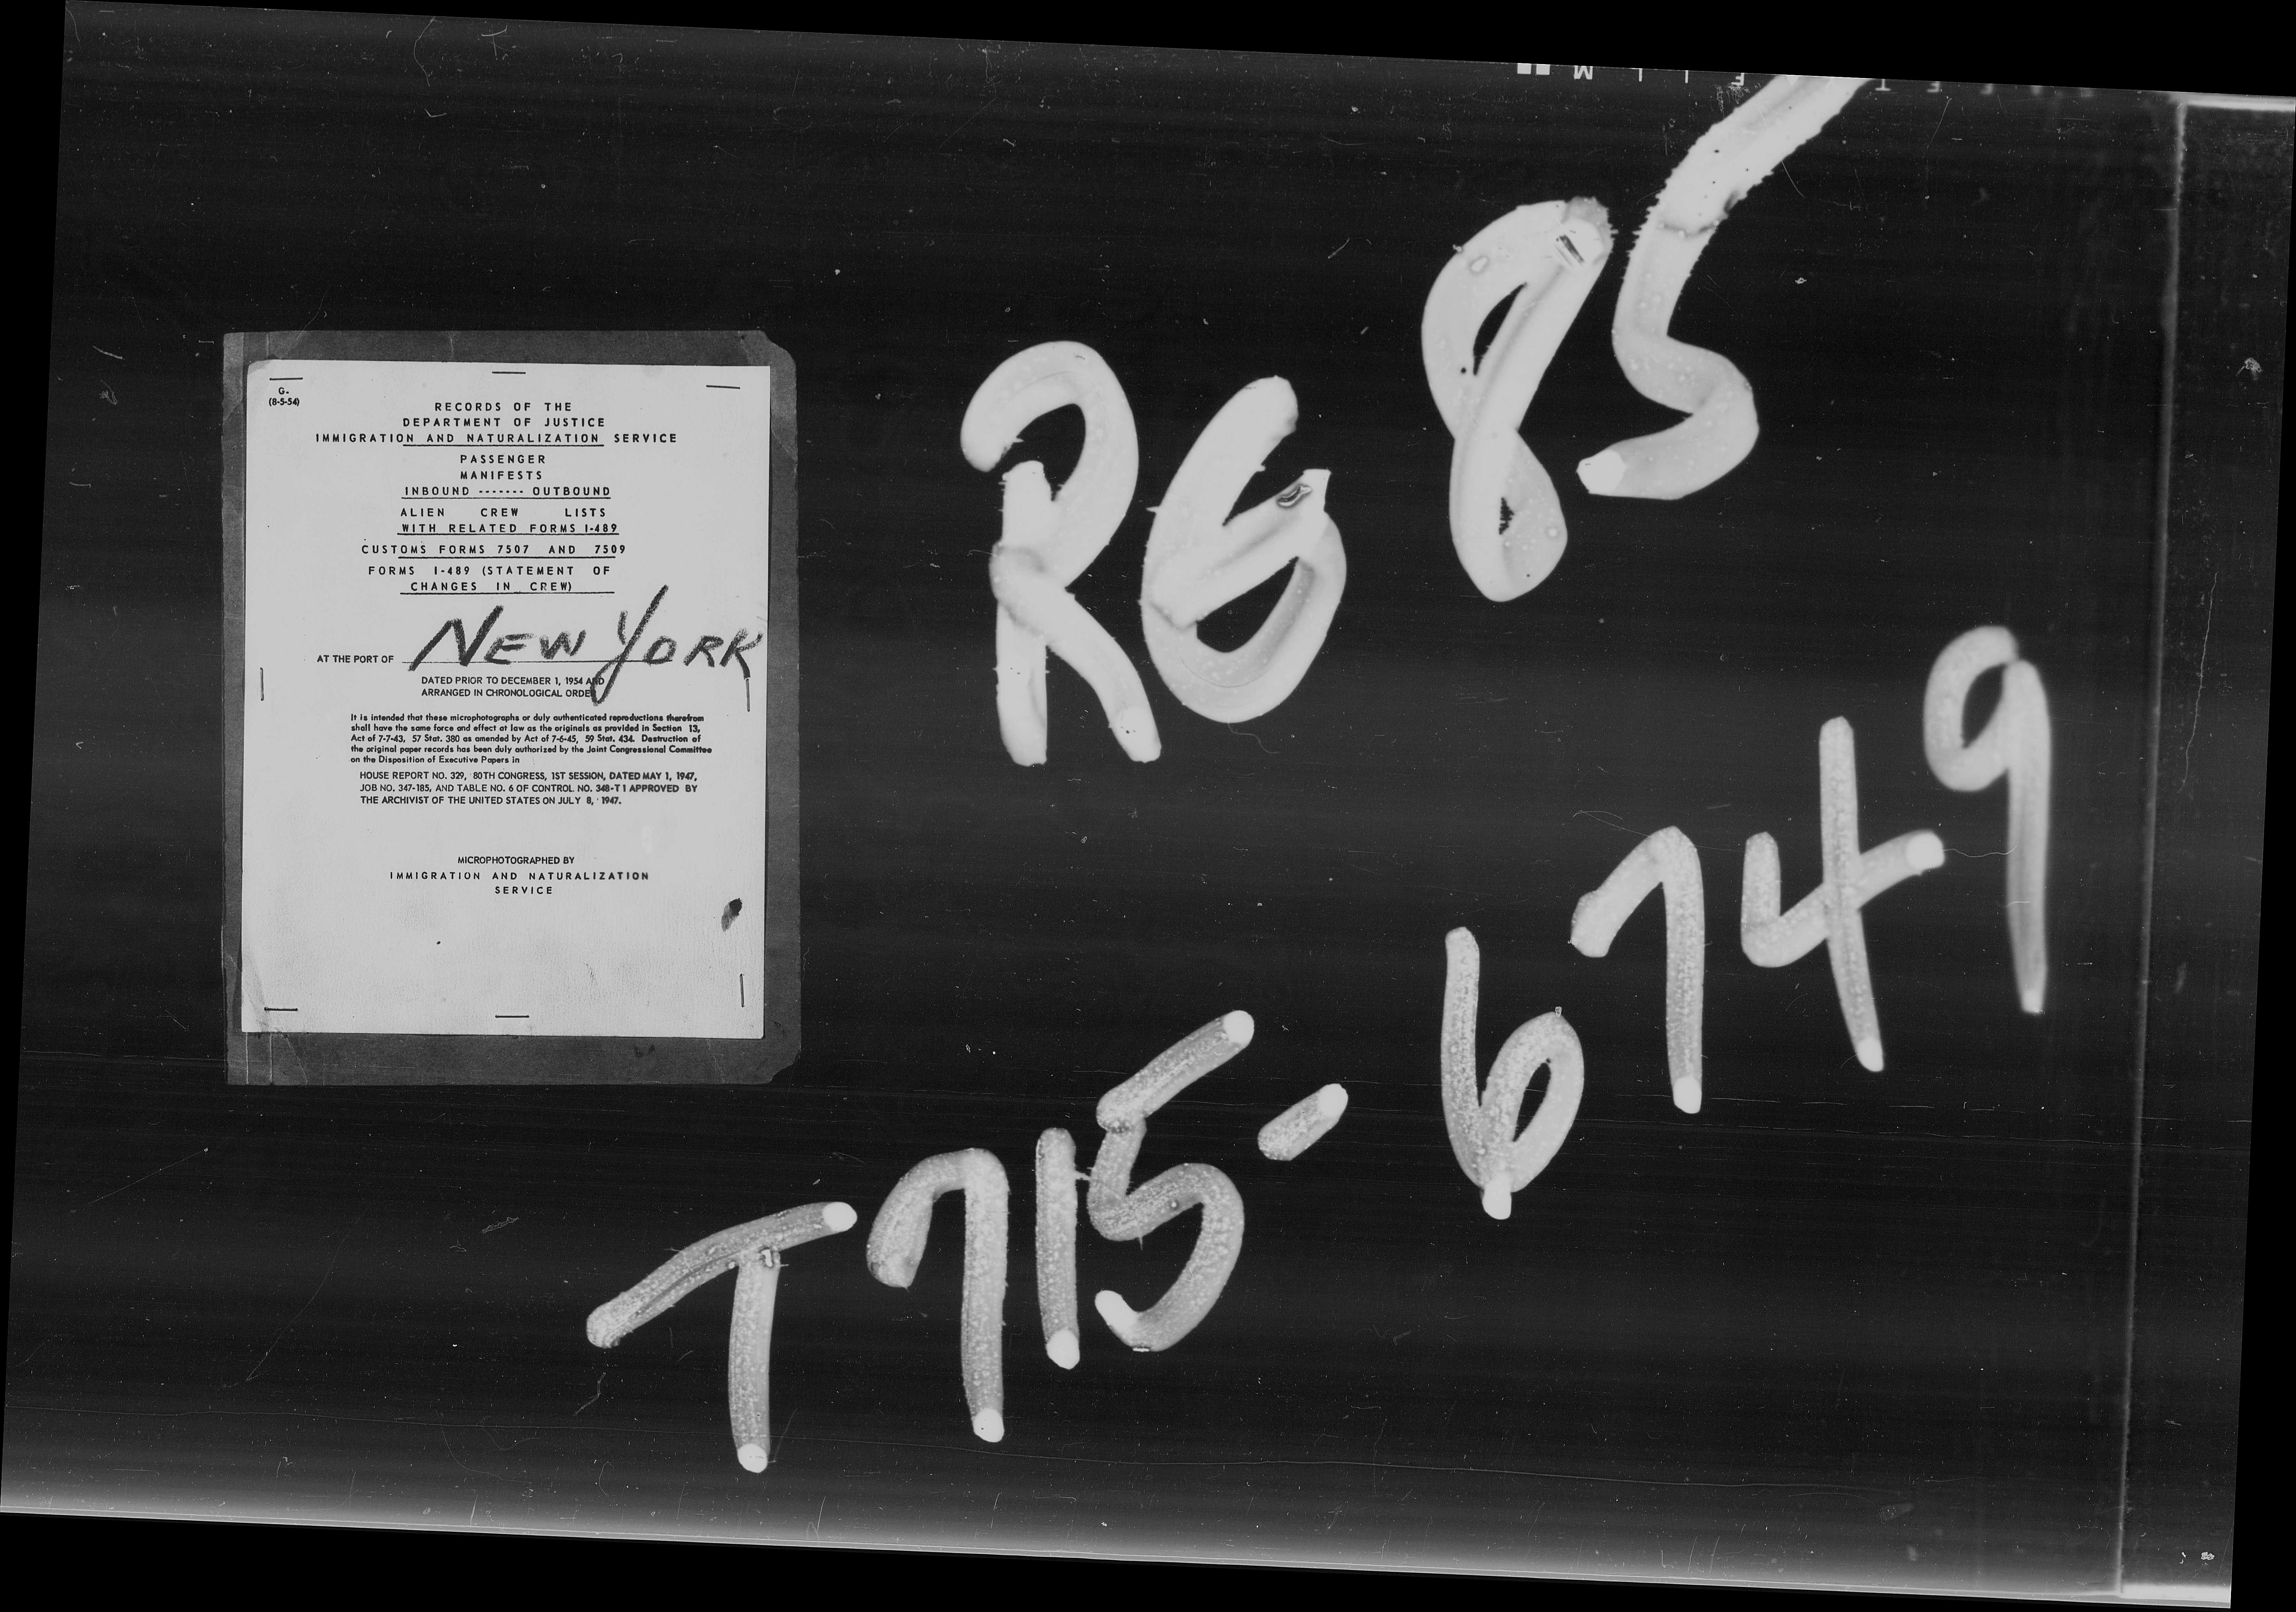 G.
(8-5-54)
RECORDS OF THE
DEPARTMENT OF JUSTICE
IMMIGRATION AND NATURALIZATION SERVICE
PASSENGER
MANIFESTS
INBOUND ------- OUTBOUND
ALIEN CREW LISTS
WITH RELATED FORMS I-489
CUSTOMS FORMS 7507 AND 7509
FORMS I-489 (STATEMENT OF
CHANGES IN CREW)
AT THE PORT OF NEW YORK
DATED PRIOR TO DECEMBER 1, 1954 AND
ARRANGED IN CHRONOLOGICAL ORDER
It is intended that these microphotographs or duly authenticated reproductions therefrom
shall have the same force and effect at law as the originals as provided in Section 13,
Act of 7-7-43, 57 Stat. 380 as amended by Act of 7-6-45, 59 Stat. 434. Destruction of
the original paper records has been duly authorized by the Joint Congressional Committee
on the Disposition of Executive Papers in
HOUSE REPORT NO. 329, 80TH CONGRESS, 1ST SESSION, DATED MAY 1, 1947,
JOB NO. 347-185, AND TABLE NO. 6 OF CONTROL NO. 348-T1 APPROVED BY
THE ARCHIVIST OF THE UNITED STATES ON JULY 8, 1947.
MICROPHOTOGRAPHED BY
IMMIGRATION AND NATURALIZATION
SERVICE
RG 85
T715-6749